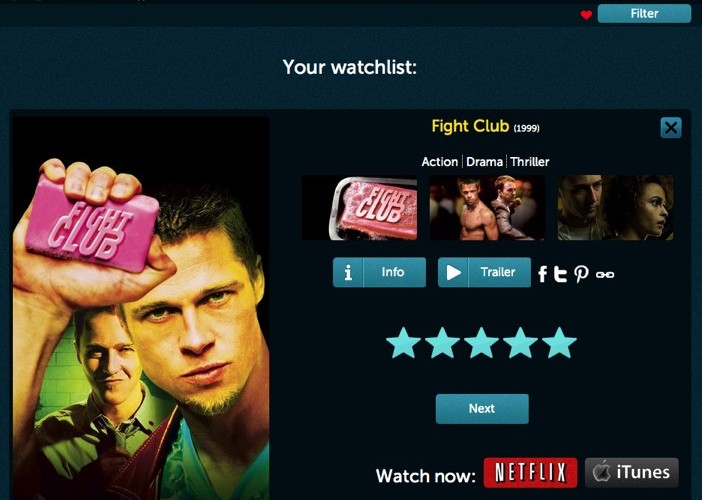 Filter
Your watchlist:
FIGHT
CLUB
Fight Club (1999)
Action Drama Thriller
FIGHT
CLUB
i Info
Trailer
Next
Watch now: NETFLIX iTunes